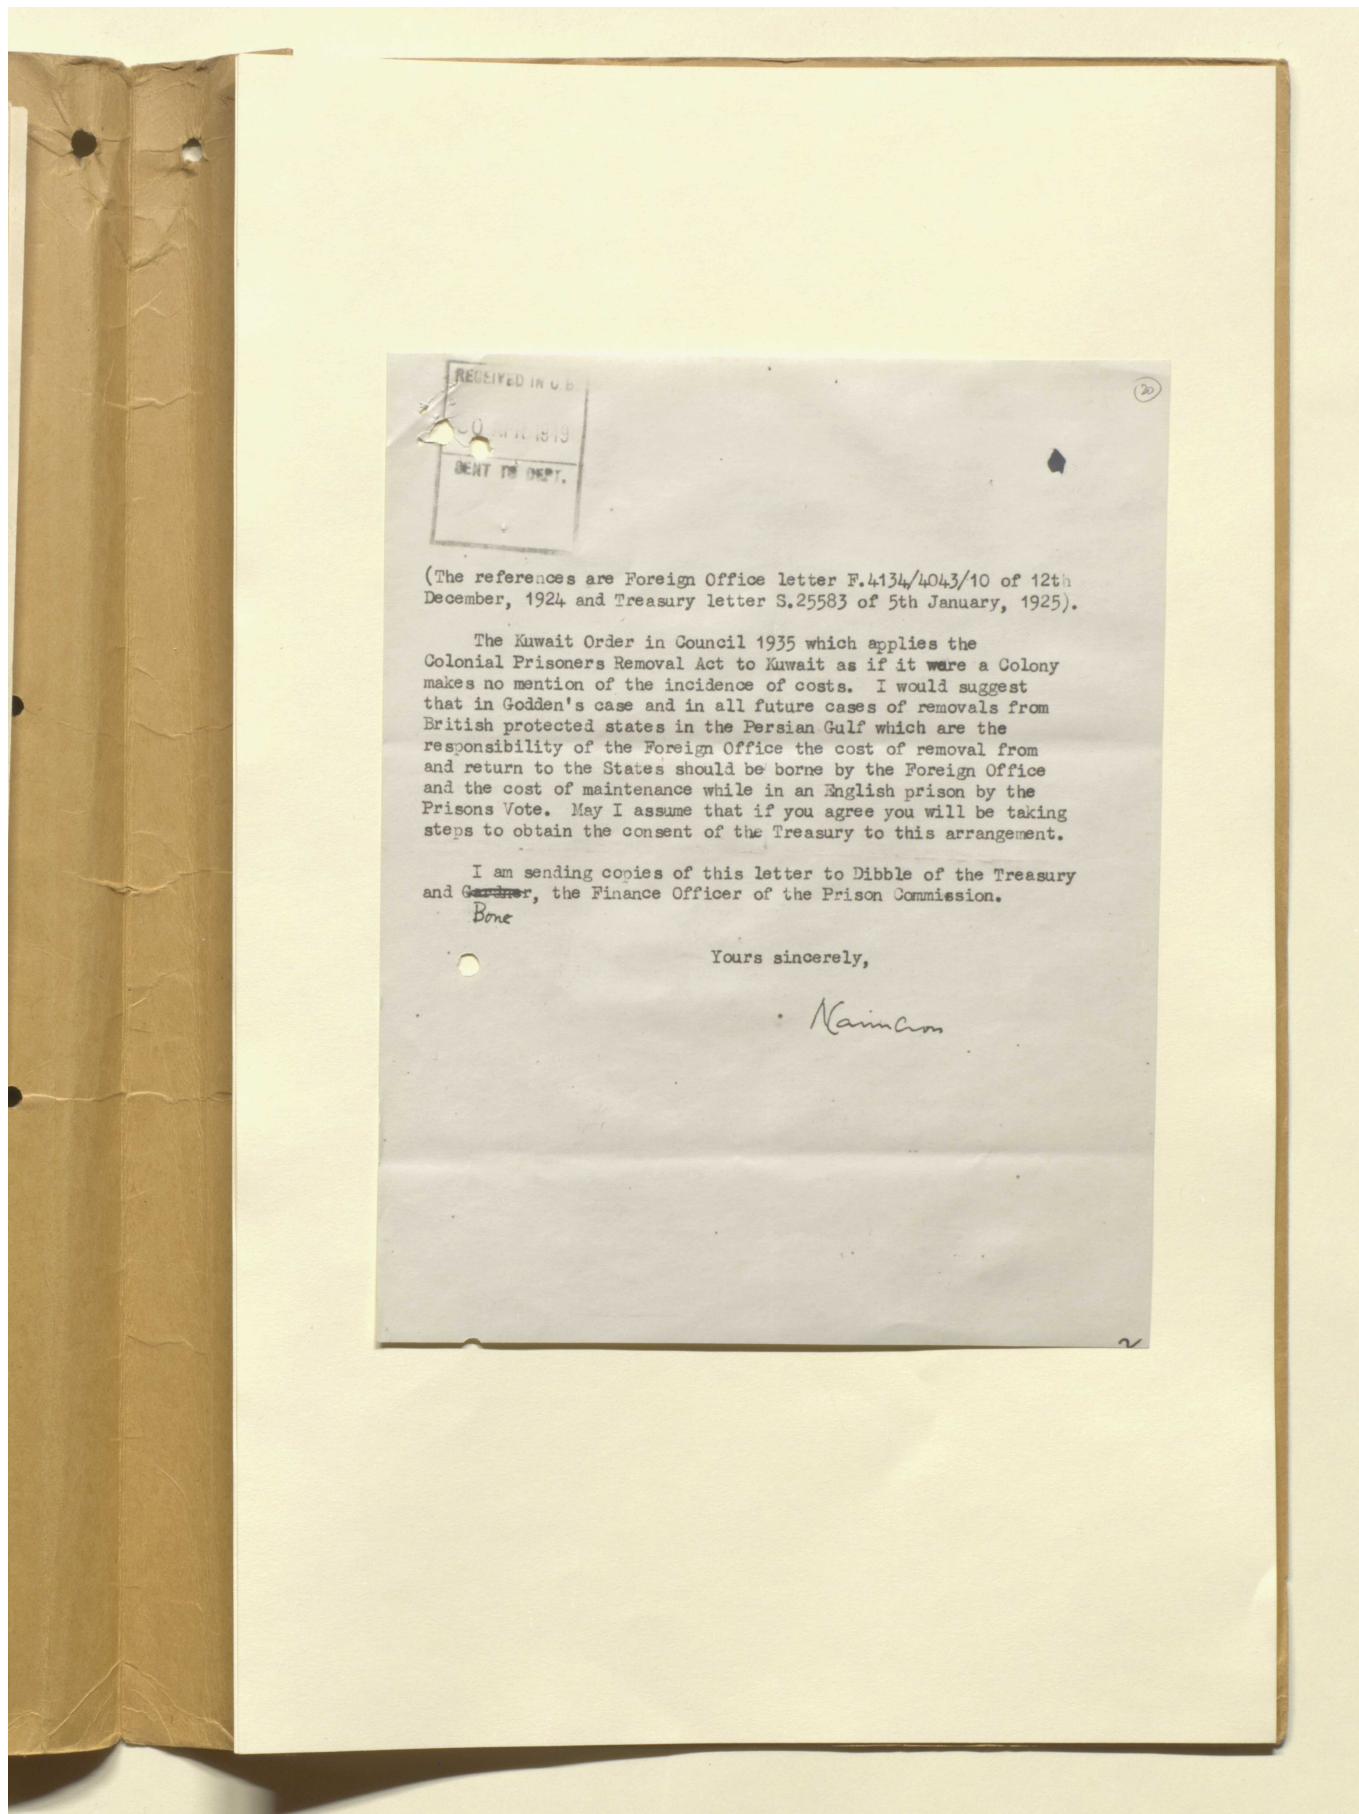 RECEIVED IN C.B.
20
APR 1949
SENT TO DEPT.
(The references are Foreign Office letter F.4134/4043/10 of 12th
December, 1924 and Treasury letter S.25583 of 5th January, 1925).
The Kuwait Order in Council 1935 which applies the
Colonial Prisoners Removal Act to Kuwait as if it were a Colony
makes no mention of the incidence of costs. I would suggest
that in Godden's case and in all future cases of removals from
British protected states in the Persian Gulf which are the
responsibility of the Foreign Office the cost of removal from
and return to the States should be borne by the Foreign Office
and the cost of maintenance while in an English prison by the
Prisons Vote. May I assume that if you agree you will be taking
steps to obtain the consent of the Treasury to this arrangement.
I am sending copies of this letter to Dibble of the Treasury
and Gardner, the Finance Officer of the Prison Commission.
Bone
Yours sincerely,